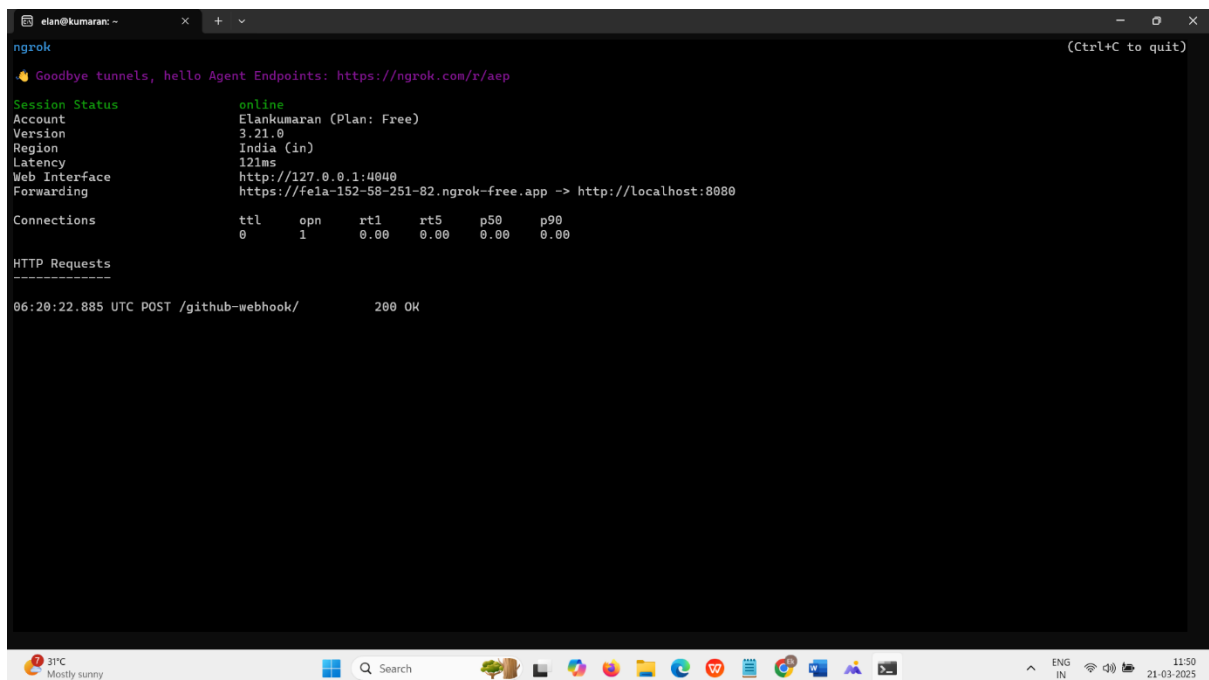 elan@kumaran: ~
ngrok (Ctrl+C to quit)
👋 Goodbye tunnels, hello Agent Endpoints: https://ngrok.com/r/aep
Session Status online
Account Elankumaran (Plan: Free)
Version 3.21.0
Region India (in)
Latency 121ms
Web Interface http://127.0.0.1:4040
Forwarding https://fe1a-152-58-251-82.ngrok-free.app -> http://localhost:8080
Connections ttl opn rt1 rt5 p50 p90
0 1 0.00 0.00 0.00 0.00
HTTP Requests
-------------
06:20:22.885 UTC POST /github-webhook/ 200 OK
7
31°C
Mostly sunny
Search
ENG
IN
11:50
21-03-2025